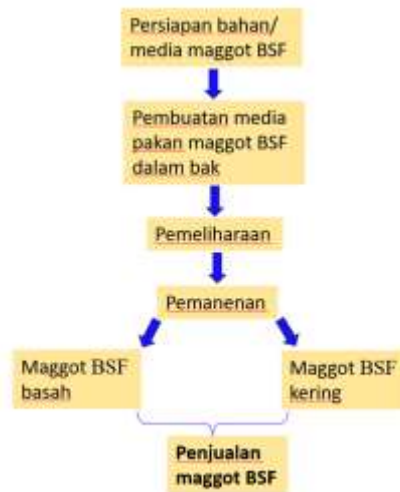 Persiapan bahan/
media maggot BSF
Pembuatan media
pakan maggot BSF
dalam bak
Pemeliharaan
Pemanenan
Maggot BSF
basah
Maggot BSF
kering
Penjualan
maggot BSF